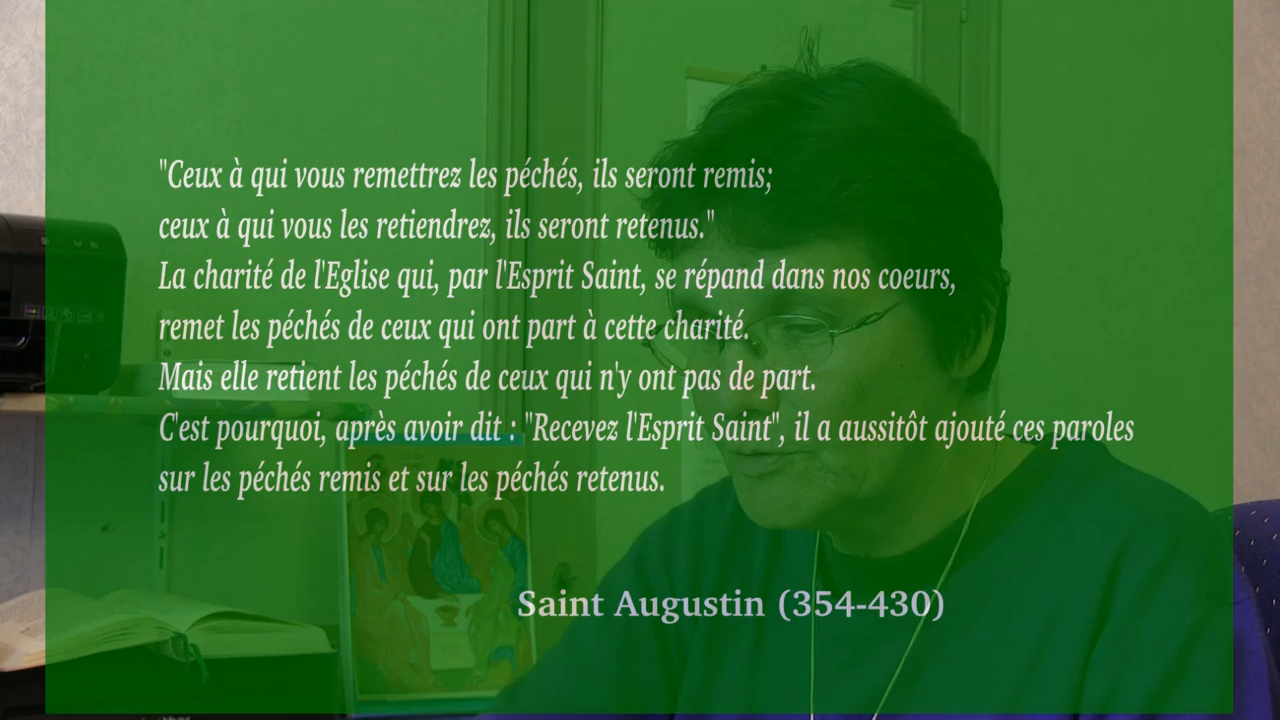 "Ceux à qui vous remettrez les péchés, ils seront remis;
ceux à qui vous les retiendrez, ils seront retenus."
La charité de l'Eglise qui, par l'Esprit Saint, se répand dans nos coeurs,
remet les péchés de ceux qui ont part à cette charité.
Mais elle retient les péchés de ceux qui n'y ont pas de part.
C'est pourquoi, après avoir dit : "Recevez l'Esprit Saint", il a aussitôt ajouté ces paroles
sur les péchés remis et sur les péchés retenus.
Saint Augustin (354-430)